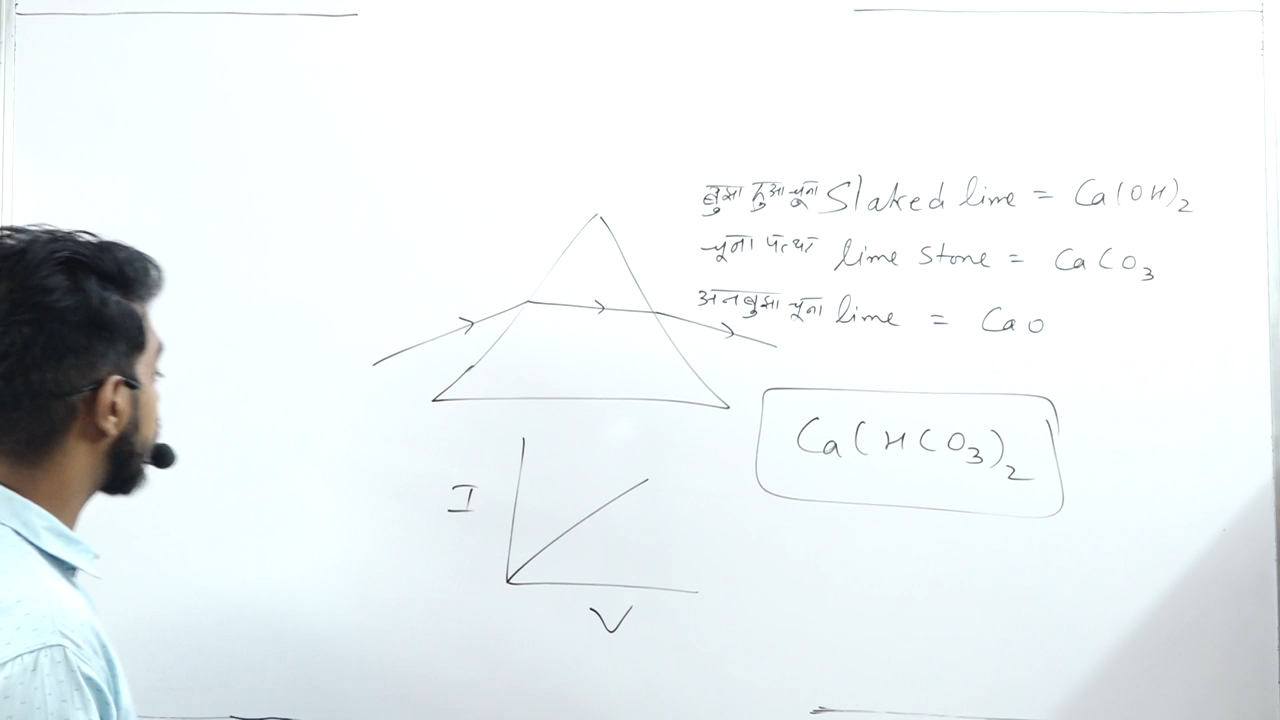 बुझा हुआ चूना Slaked lime = Ca(OH)2
चूना पत्थर lime stone = CaCO3
अनबुझा चूना lime = CaO
Ca(HCO3)2
I
V